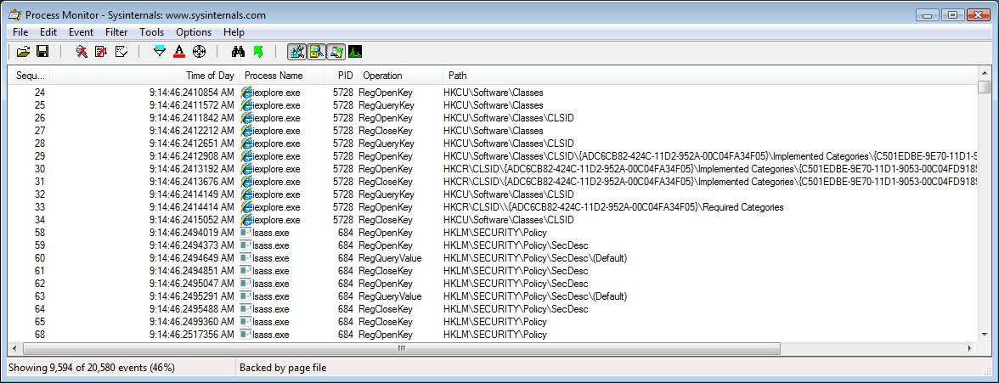 Process Monitor - Sysinternals: www.sysinternals.com
File Edit Event Filter Tools Options Help
Sequ... Time of Day Process Name PID Operation Path
24 9:14:46.2410854 AM iexplore.exe 5728 RegOpenKey HKCU\Software\Classes
25 9:14:46.2411572 AM iexplore.exe 5728 RegQueryKey HKCU\Software\Classes
26 9:14:46.2411842 AM iexplore.exe 5728 RegOpenKey HKCU\Software\Classes\CLSID
27 9:14:46.2412212 AM iexplore.exe 5728 RegCloseKey HKCU\Software\Classes
28 9:14:46.2412651 AM iexplore.exe 5728 RegQueryKey HKCU\Software\Classes\CLSID
29 9:14:46.2412908 AM iexplore.exe 5728 RegOpenKey HKCU\Software\Classes\CLSID\{ADC6CB82-424C-11D2-952A-00C04FA34F05}\Implemented Categories\{C501EDBE-9E70-11D1-9
30 9:14:46.2413192 AM iexplore.exe 5728 RegOpenKey HKCR\CLSID\{ADC6CB82-424C-11D2-952A-00C04FA34F05}\Implemented Categories\{C501EDBE-9E70-11D1-9053-00C04FD9189
31 9:14:46.2413676 AM iexplore.exe 5728 RegCloseKey HKCR\CLSID\{ADC6CB82-424C-11D2-952A-00C04FA34F05}\Implemented Categories\{C501EDBE-9E70-11D1-9053-00C04FD9189
32 9:14:46.2414149 AM iexplore.exe 5728 RegQueryKey HKCU\Software\Classes\CLSID
33 9:14:46.2414414 AM iexplore.exe 5728 RegOpenKey HKCR\CLSID\\{ADC6CB82-424C-11D2-952A-00C04FA34F05}\Required Categories
34 9:14:46.2415052 AM iexplore.exe 5728 RegCloseKey HKCU\Software\Classes\CLSID
58 9:14:46.2494019 AM lsass.exe 684 RegOpenKey HKLM\SECURITY\Policy
59 9:14:46.2494373 AM lsass.exe 684 RegOpenKey HKLM\SECURITY\Policy\SecDesc
60 9:14:46.2494649 AM lsass.exe 684 RegQueryValue HKLM\SECURITY\Policy\SecDesc\(Default)
61 9:14:46.2494851 AM lsass.exe 684 RegCloseKey HKLM\SECURITY\Policy\SecDesc
62 9:14:46.2495047 AM lsass.exe 684 RegOpenKey HKLM\SECURITY\Policy\SecDesc
63 9:14:46.2495291 AM lsass.exe 684 RegQueryValue HKLM\SECURITY\Policy\SecDesc\(Default)
64 9:14:46.2495488 AM lsass.exe 684 RegCloseKey HKLM\SECURITY\Policy\SecDesc
65 9:14:46.2499360 AM lsass.exe 684 RegCloseKey HKLM\SECURITY\Policy
68 9:14:46.2517356 AM lsass.exe 684 RegOpenKey HKLM\SECURITY\Policy
Showing 9,594 of 20,580 events (46%) Backed by page file